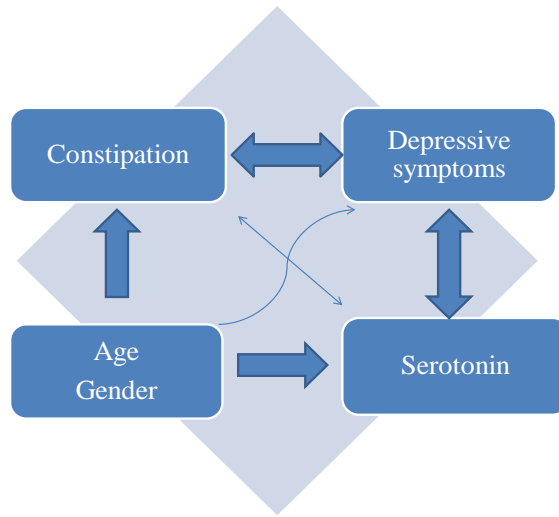 Constipation
Depressive
symptoms
Age
Gender
Serotonin